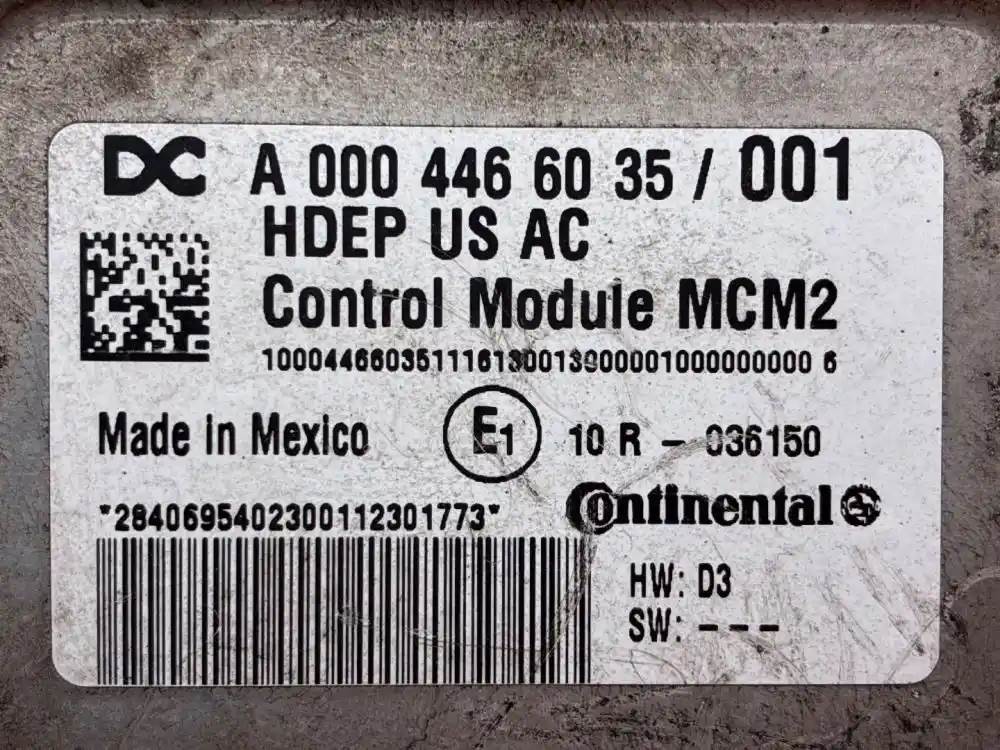 DC A 000 446 60 35 / 001
HDEP US AC
Control Module MCM2
10004466035111613001390000010000000000 6
Made in Mexico E1 10 R - 036150
*2840695402300112301773* Continental
HW: D3
SW: ---